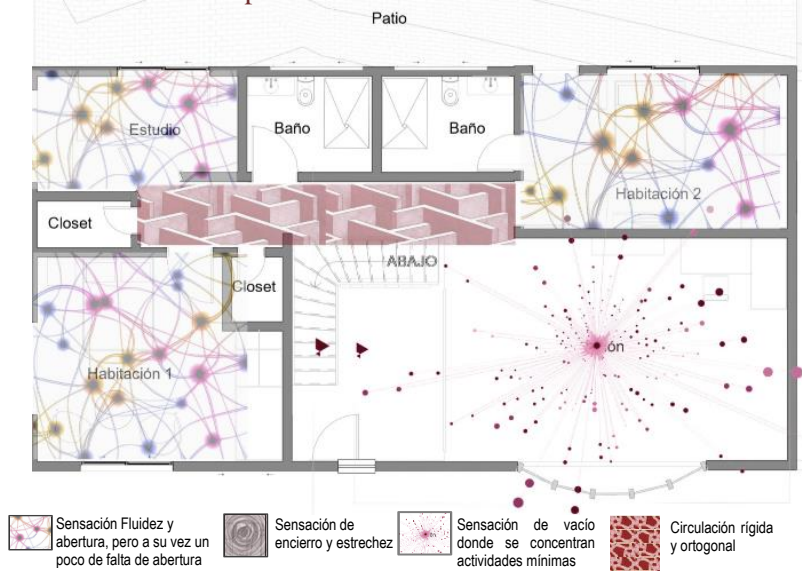 Patio
Estudio
Baño
Baño
Habitación 2
Closet
ABAJO
Closet
Habitación 1
Sensación Fluidez y
abertura, pero a su vez un
poco de falta de abertura
Sensación de
encierro y estrechez
Sensación de vacío
donde se concentran
actividades mínimas
Circulación rígida
y ortogonal